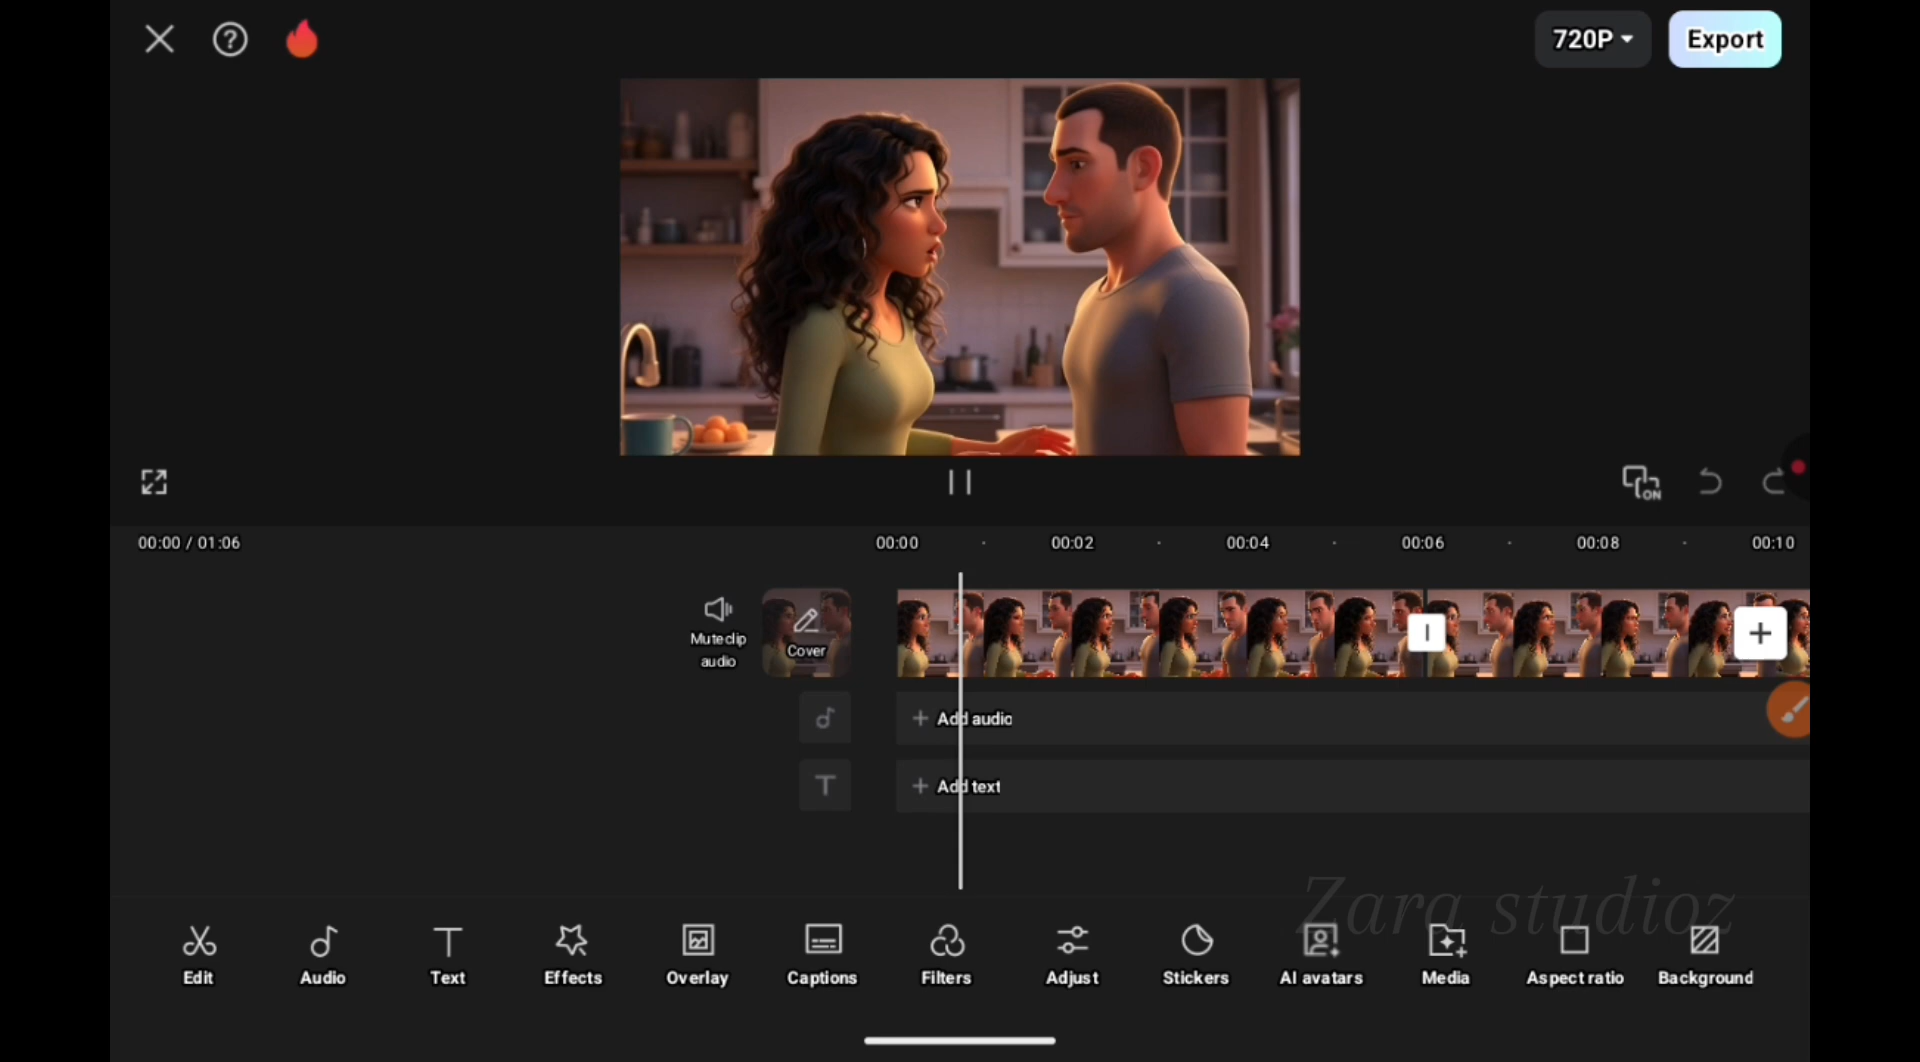 720P
Export
ON
00:00 / 01:06
00:00
00:02
00:04
00:06
00:08
00:10
Mute clip
audio
Cover
Add audio
Add text
Zara studioz
Edit
Audio
Text
Effects
Overlay
Captions
Filters
Adjust
Stickers
AI avatars
Media
Aspect ratio
Background